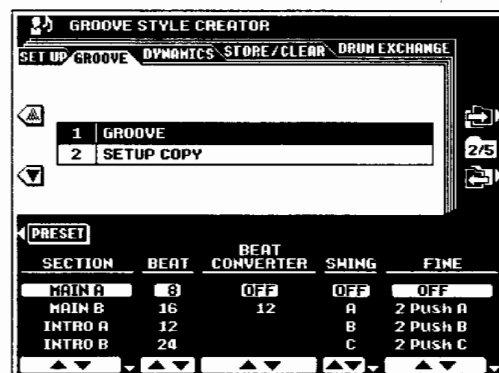 GROOVE STYLE CREATOR
SET UP GROOVE DYNAMICS STORE/CLEAR DRUM EXCHANGE
1 GROOVE
2 SETUP COPY
2/5
PRESET
SECTION BEAT BEAT CONVERTER SWING FINE
MAIN A 8 OFF OFF OFF
MAIN B 16 12 A 2 Push A
INTRO A 12 B 2 Push B
INTRO B 24 C 2 Push C